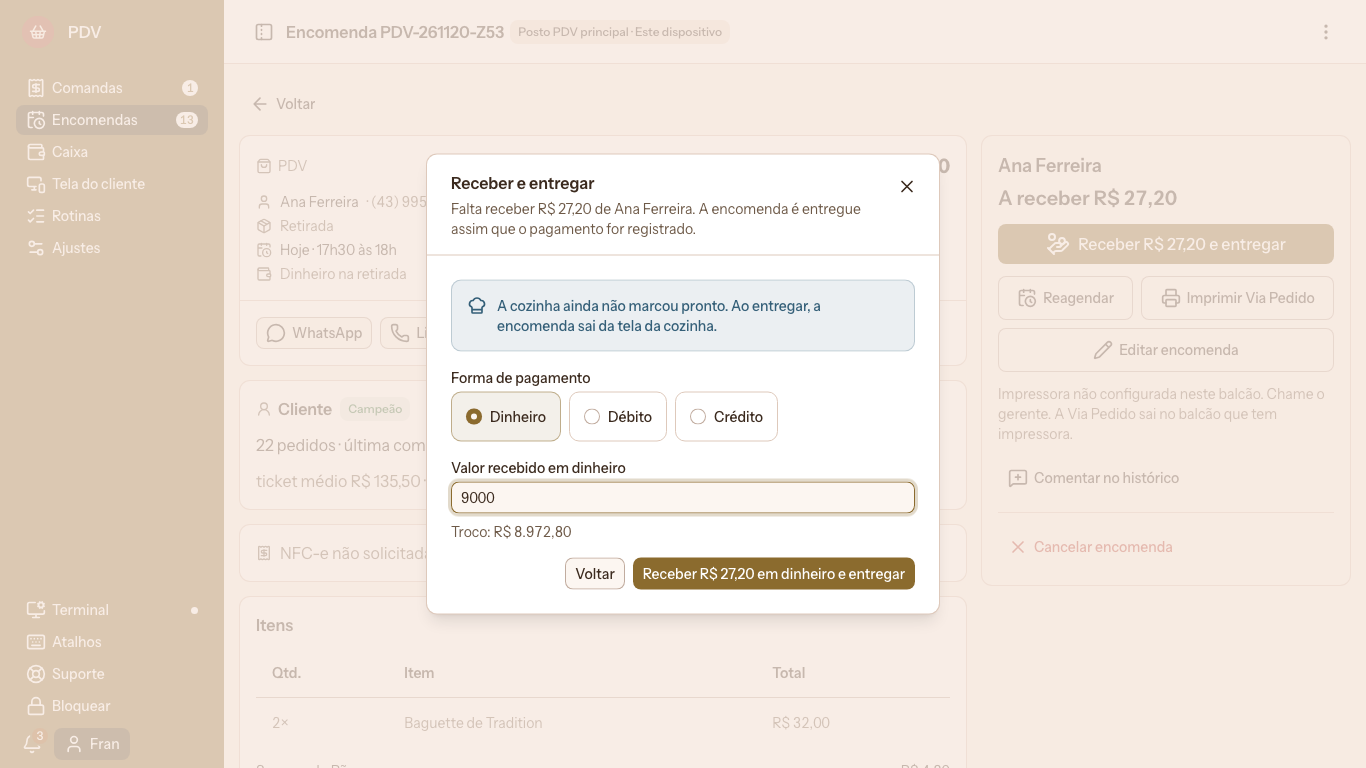 PDV
Encomenda PDV-261120-Z53
Posto PDV principal · Este dispositivo
Comandas
1
Encomendas
13
Caixa
Tela do cliente
Rotinas
Ajustes
Terminal
Atalhos
Suporte
Bloquear
3
Fran
Voltar
PDV
0
Ana Ferreira · (43) 995
Retirada
Hoje · 17h30 às 18h
Dinheiro na retirada
WhatsApp
Cliente
Campeão
22 pedidos · última com
ticket médio R$ 135,50 ·
NFC-e não solicitada
Itens
Qtd.
Item
Total
2×
Baguette de Tradition
R$ 32,00
Receber e entregar
Falta receber R$ 27,20 de Ana Ferreira. A encomenda é entregue
assim que o pagamento for registrado.
A cozinha ainda não marcou pronto. Ao entregar, a
encomenda sai da tela da cozinha.
Forma de pagamento
Dinheiro
Débito
Crédito
Valor recebido em dinheiro
9000
Troco: R$ 8.972,80
Voltar
Receber R$ 27,20 em dinheiro e entregar
Ana Ferreira
A receber R$ 27,20
Receber R$ 27,20 e entregar
Reagendar
Imprimir Via Pedido
Editar encomenda
Impressora não configurada neste balcão. Chame o
gerente. A Via Pedido sai no balcão que tem
impressora.
Comentar no histórico
Cancelar encomenda